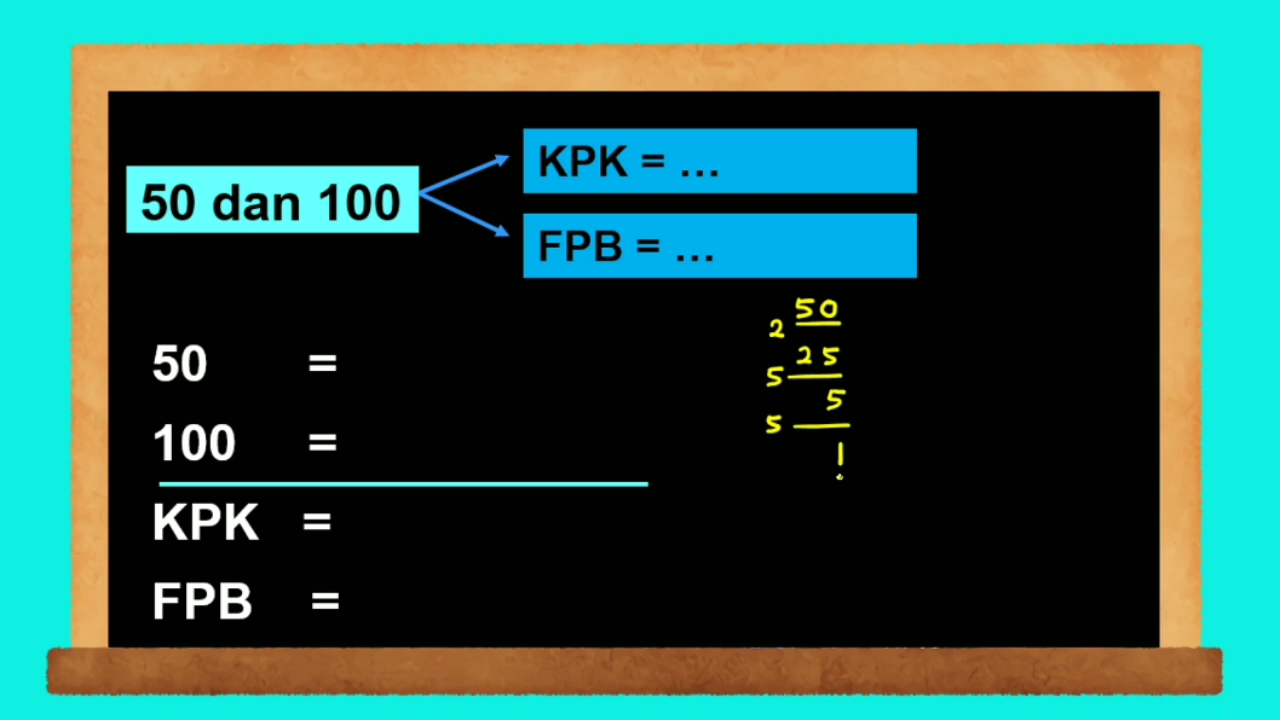 50 dan 100
KPK = ...
FPB = ...
50 =
100 =
KPK =
FPB =
50
2
25
5
5
5
1